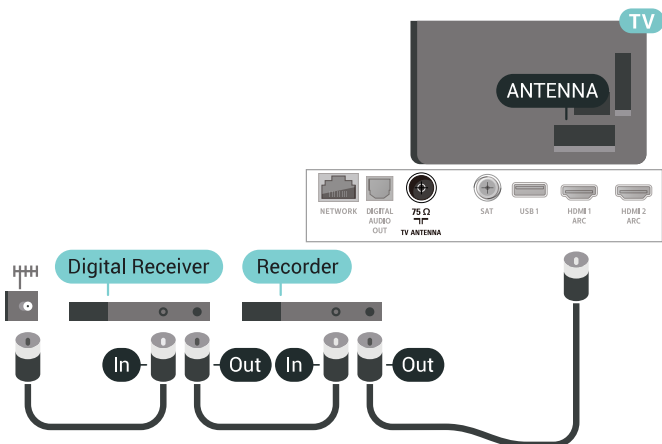 TV
ANTENNA
NETWORK
DIGITAL
AUDIO
OUT
75 Ω
TV ANTENNA
SAT
USB 1
HDMI 1
ARC
HDMI 2
ARC
Digital Receiver
Recorder
In
Out
In
Out